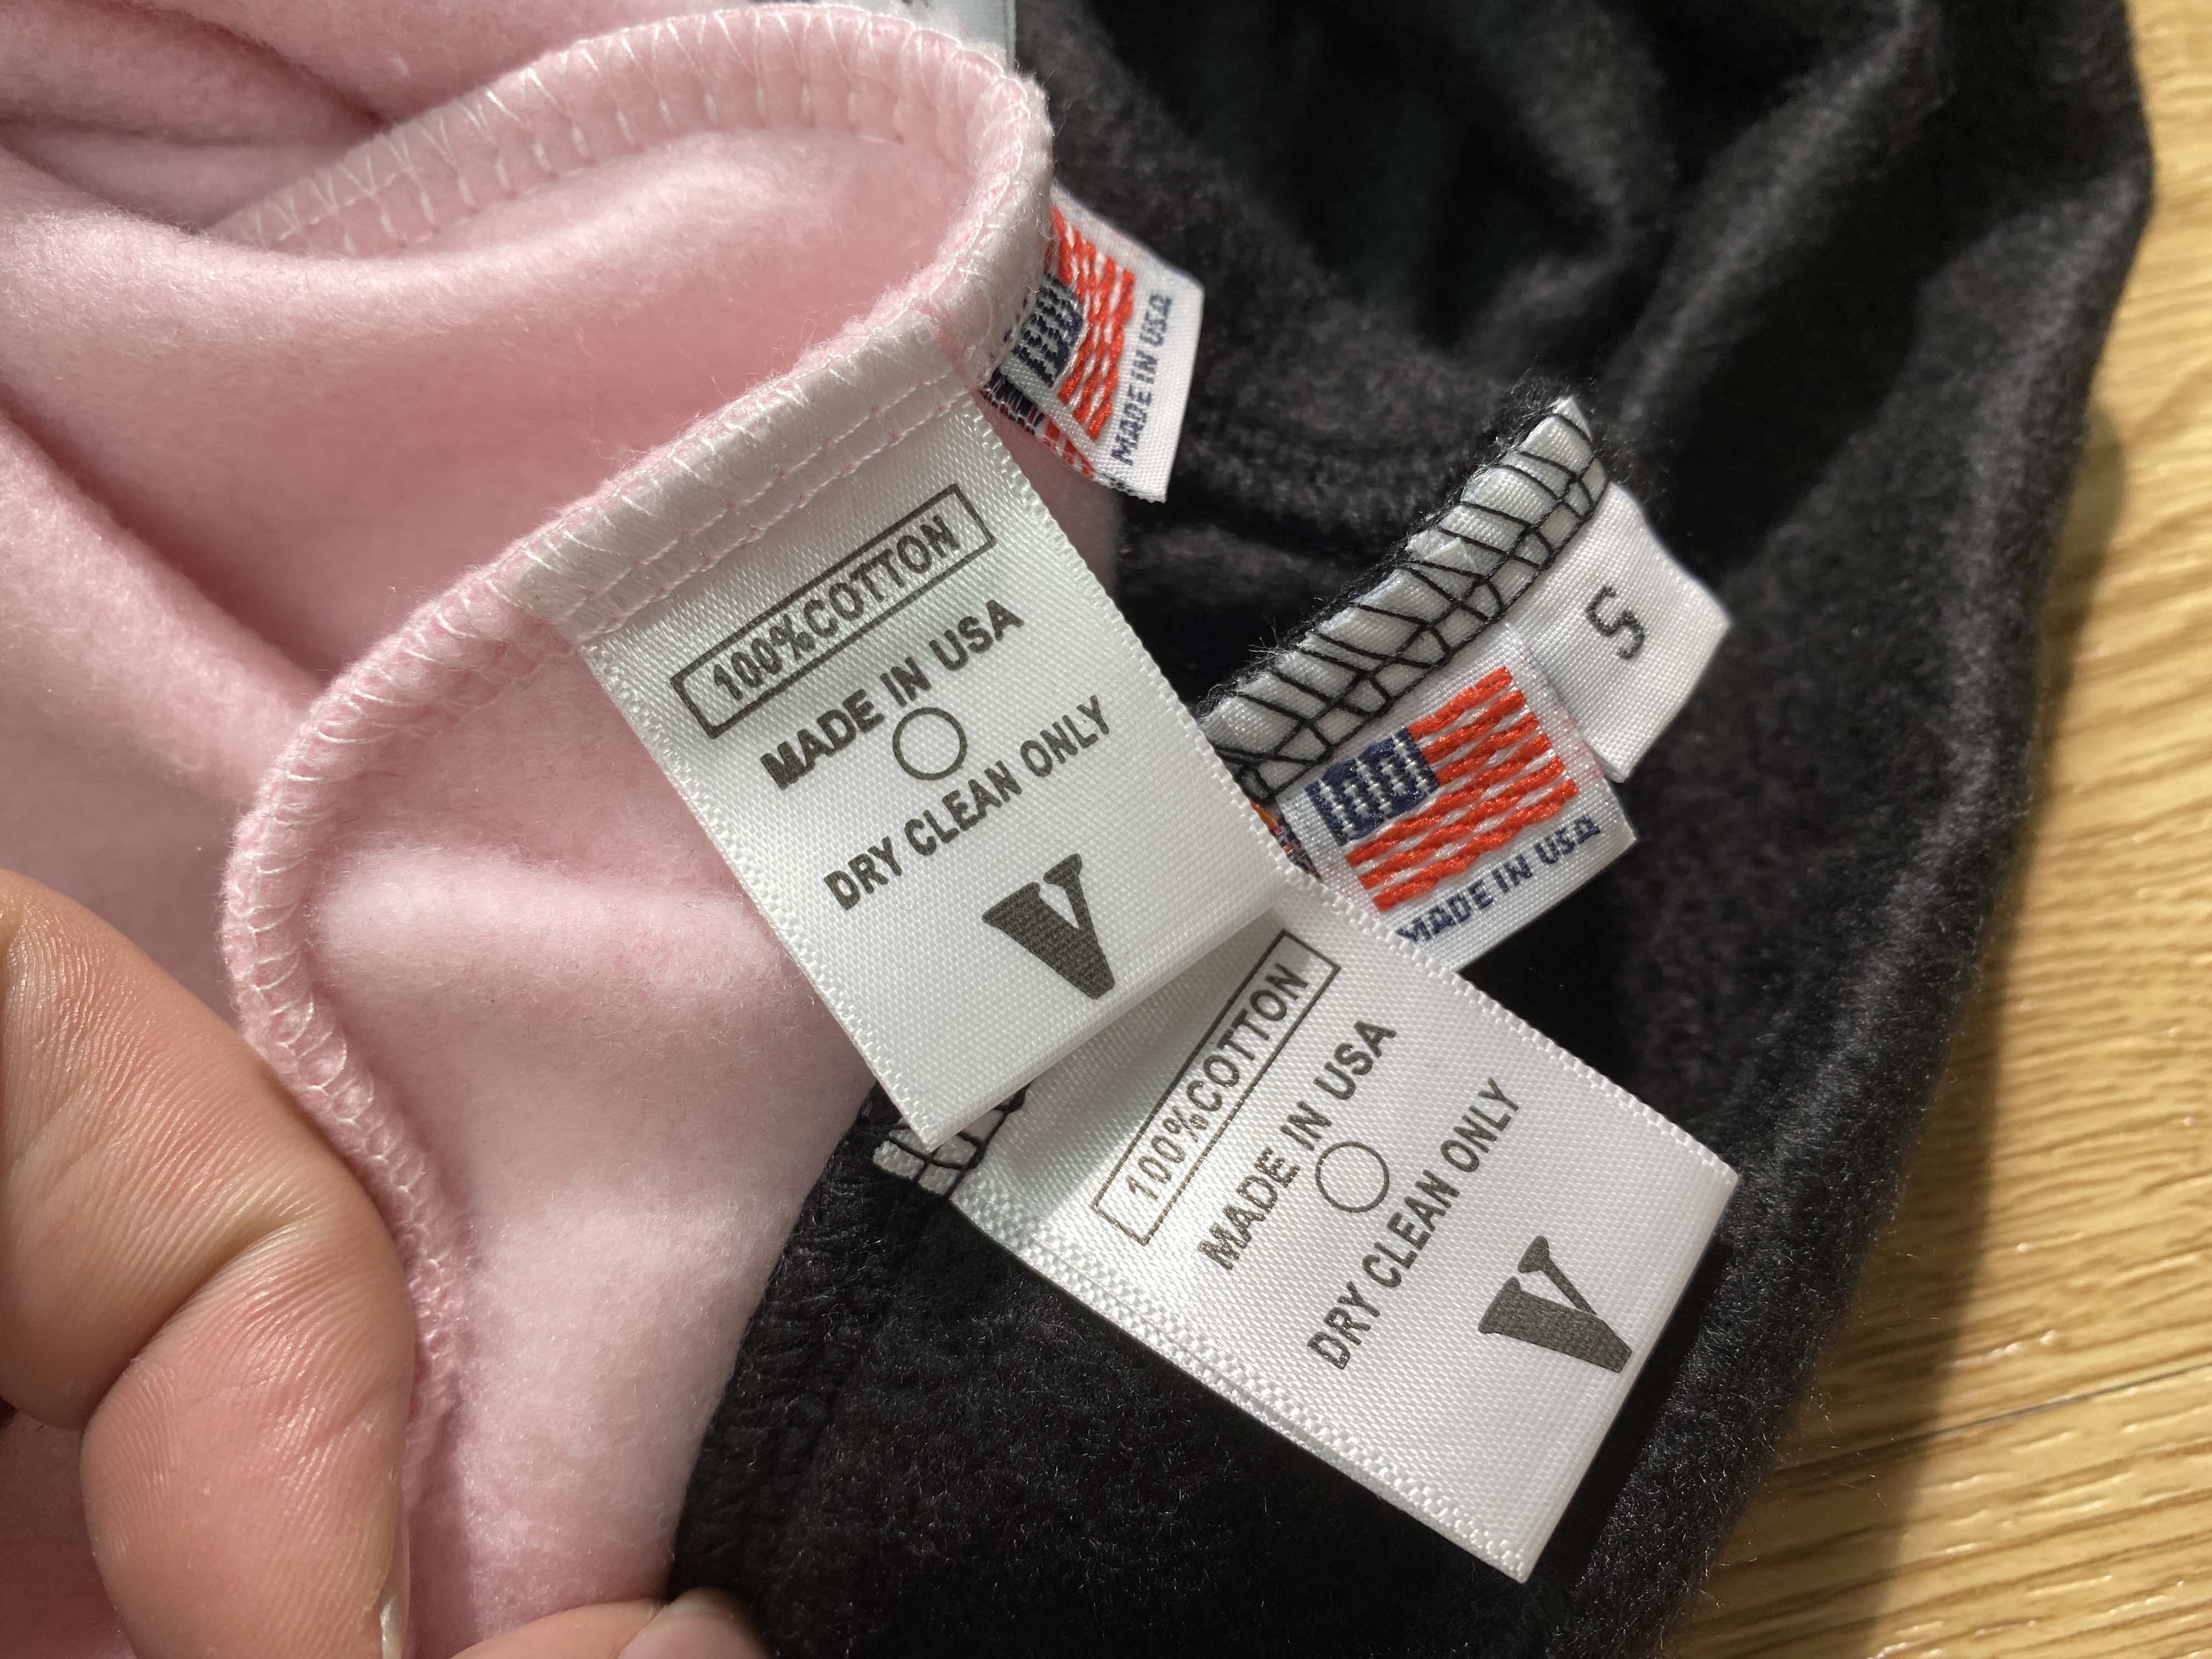 MADE IN USA
100%COTTON
MADE IN USA
DRY CLEAN ONLY
V
S
MADE IN USA
100%COTTON
MADE IN USA
DRY CLEAN ONLY
V